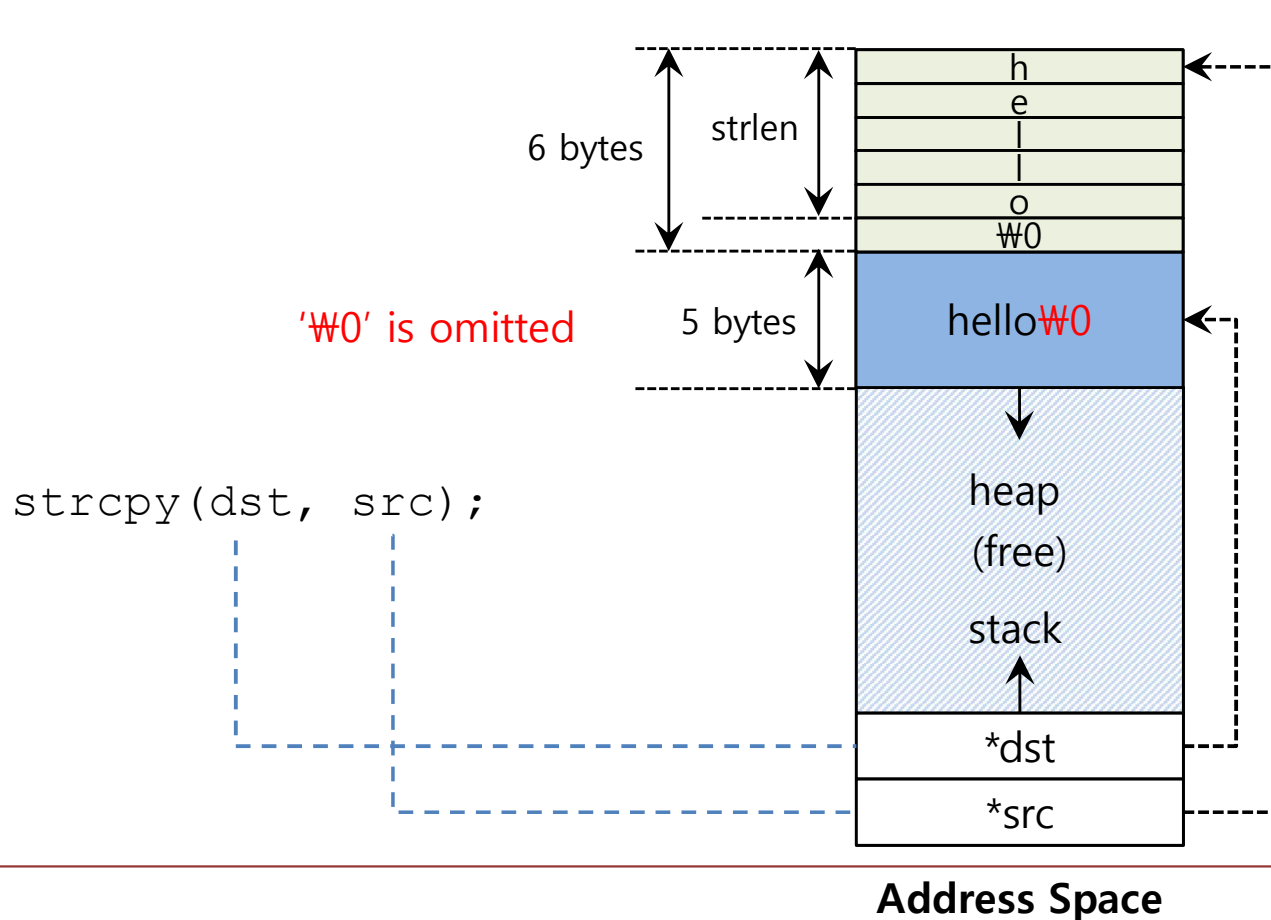 h
e
l
l
o
₩0
strlen
6 bytes
'₩0' is omitted
5 bytes
hello₩0
strcpy(dst, src);
heap
(free)
stack
*dst
*src
Address Space